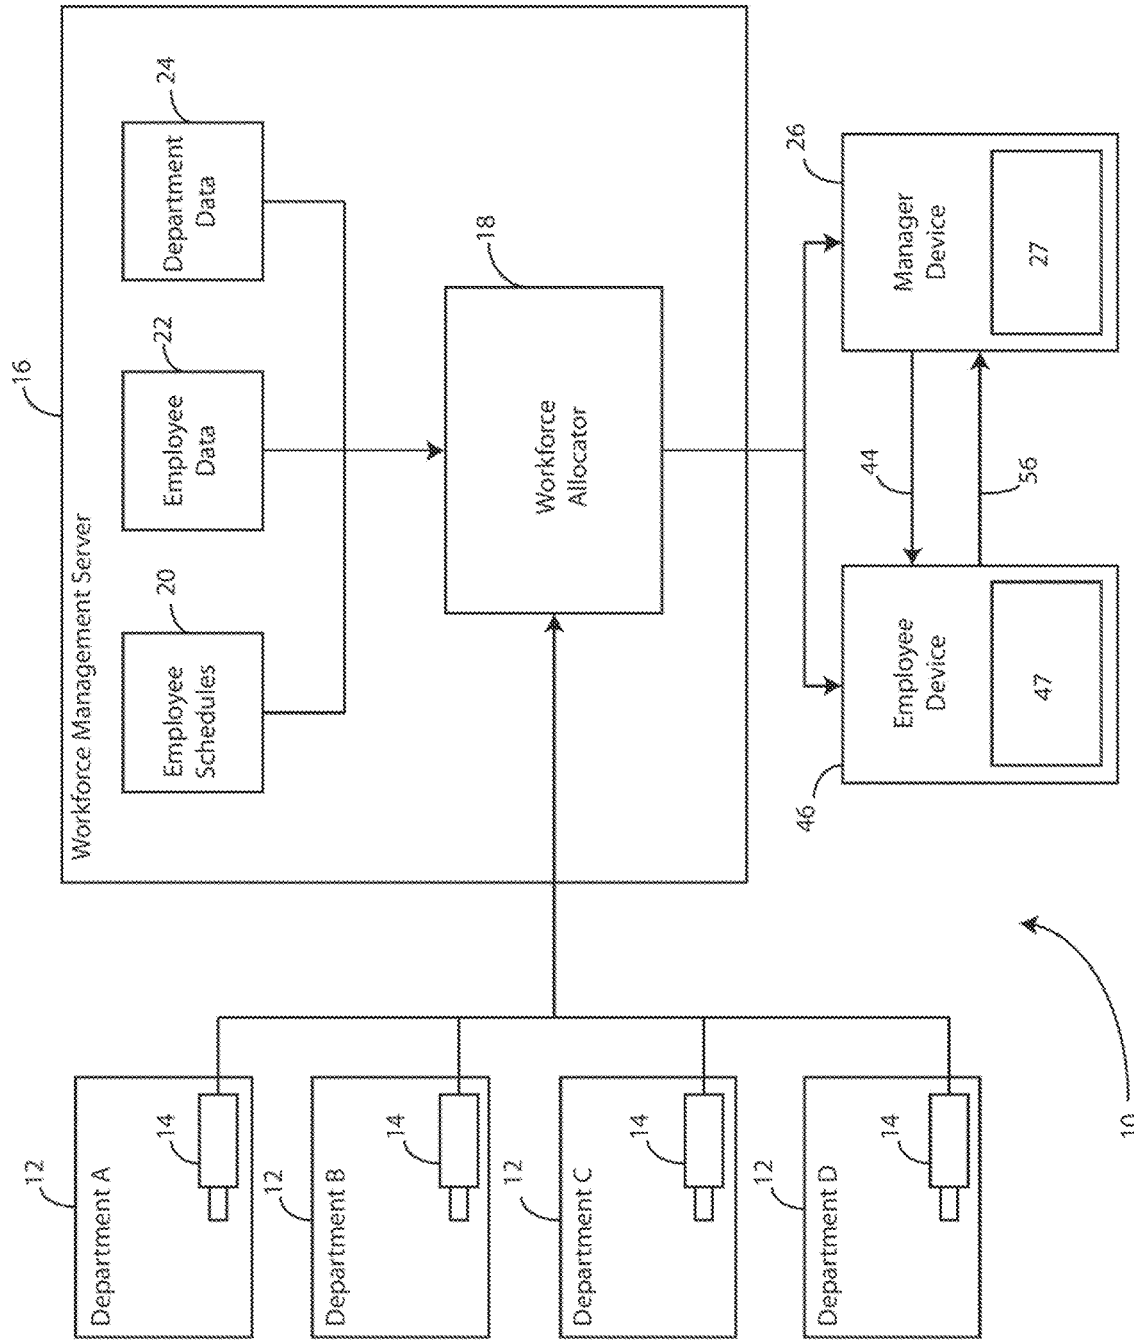 Workforce Management Server
16
Employee
Schedules
20
Employee
Data
22
Department
Data
24
Workforce
Allocator
18
Department A
12
14
Department B
12
14
Department C
12
14
Department D
12
14
Employee
Device
46
47
44
56
Manager
Device
26
27
10